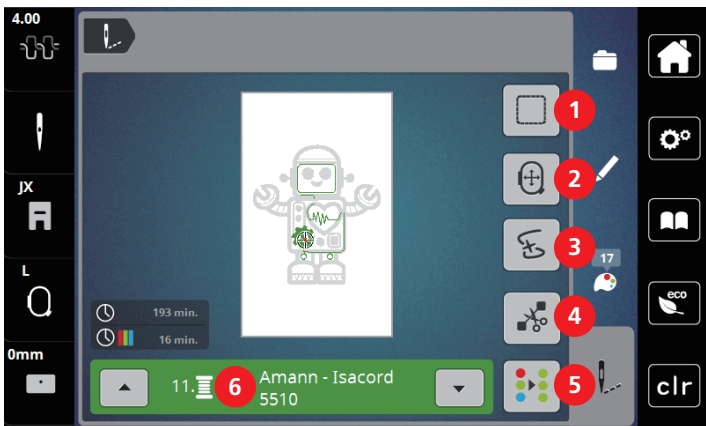 4.00
1
2
JX
3
17
L
eco
193 min.
4
16 min.
0mm
11.
6
Amann - Isacord
5510
5
clr